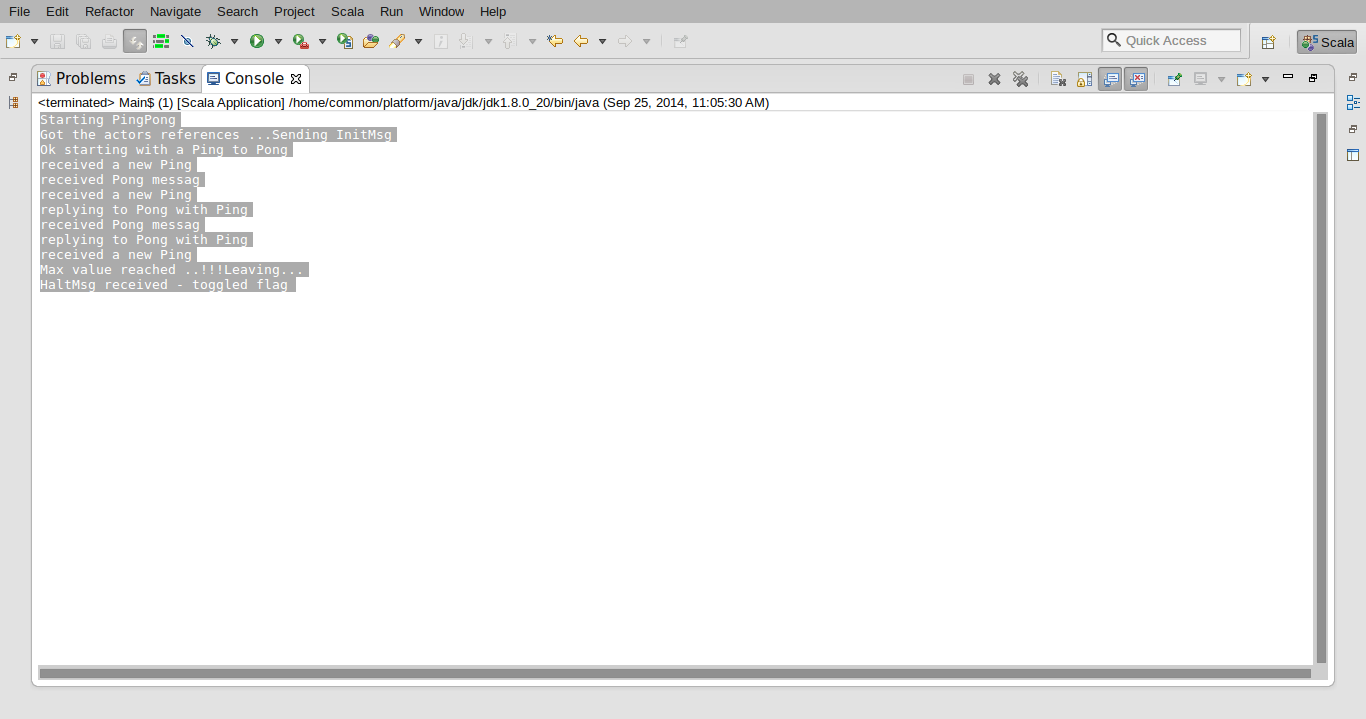 File Edit Refactor Navigate Search Project Scala Run Window Help
Quick Access
Scala
Problems Tasks Console
<terminated> Main$ (1) [Scala Application] /home/common/platform/java/jdk/jdk1.8.0_20/bin/java (Sep 25, 2014, 11:05:30 AM)
Starting PingPong
Got the actors references ...Sending InitMsg
Ok starting with a Ping to Pong
received a new Ping
received Pong messag
received a new Ping
replying to Pong with Ping
received Pong messag
replying to Pong with Ping
received a new Ping
Max value reached ..!!!Leaving...
HaltMsg received - toggled flag